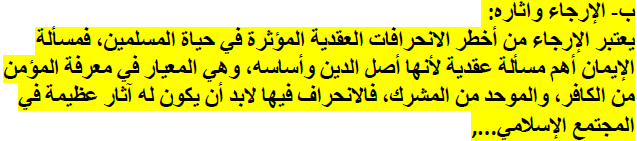 ب- الإرجاء واثاره:
يعتبر الإرجاء من أخطر الانحرافات العقدية المؤثرة في حياة المسلمين، فمسألة
الإيمان أهم مسألة عقدية لأنها أصل الدين وأساسه، وهي المعيار في معرفة المؤمن
من الكافر، والموحد من المشرك، فالانحراف فيها لابد أن يكون له آثار عظيمة في
المجتمع الإسلامي...,